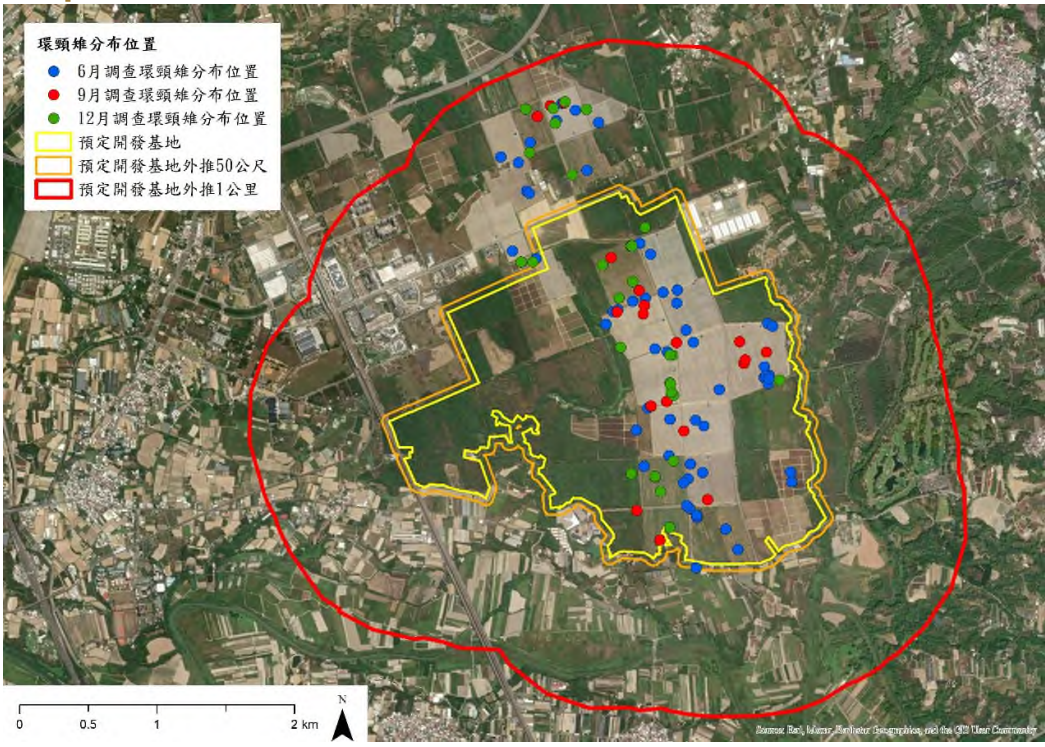 環頸雉分布位置
6月調查環頸雉分布位置
9月調查環頸雉分布位置
12月調查環頸雉分布位置
預定開發基地
預定開發基地外推50公尺
預定開發基地外推1公里
N
0 0.5 1 2 km
Source: Esri, Maxar, Earthstar Geographics, and the GIS User Community